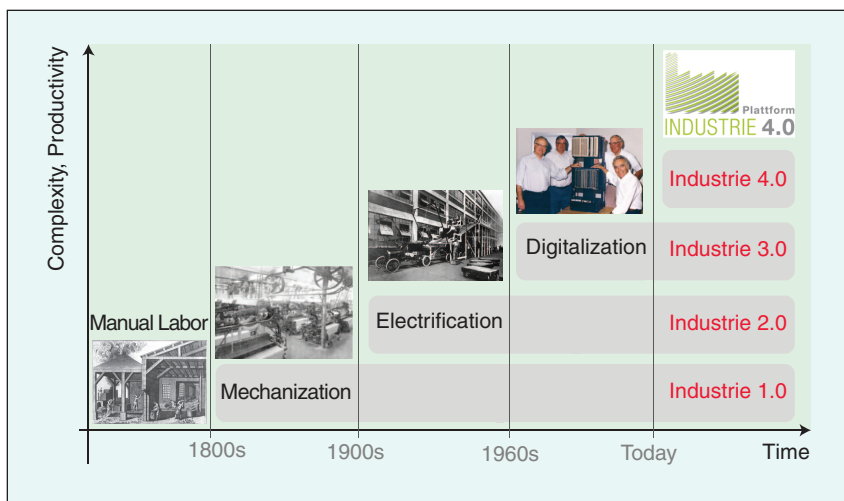 Complexity, Productivity
Plattform
INDUSTRIE 4.0
Industrie 4.0
Digitalization
Industrie 3.0
Electrification
Industrie 2.0
Manual Labor
Mechanization
Industrie 1.0
1800s
1900s
1960s
Today
Time